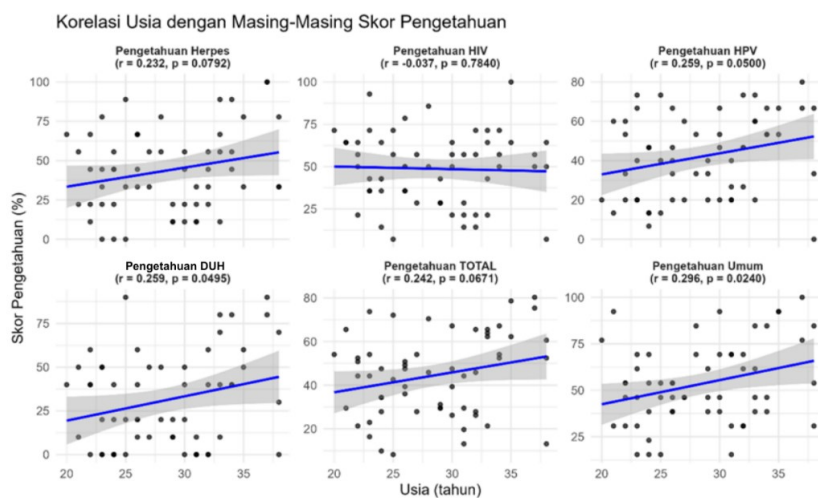 Korelasi Usia dengan Masing-Masing Skor Pengetahuan
Pengetahuan Herpes
(r = 0.232, p = 0.0792)
Pengetahuan HIV
(r = -0.037, p = 0.7840)
Pengetahuan HPV
(r = 0.259, p = 0.0500)
100
75
50
25
0
100
75
50
25
80
60
40
20
0
Skor Pengetahuan (%)
Pengetahuan DUH
(r = 0.259, p = 0.0495)
Pengetahuan TOTAL
(r = 0.242, p = 0.0671)
Pengetahuan Umum
(r = 0.296, p = 0.0240)
75
50
25
0
80
60
40
20
100
75
50
25
20 25 30 35
20 25 30 35
20 25 30 35
Usia (tahun)